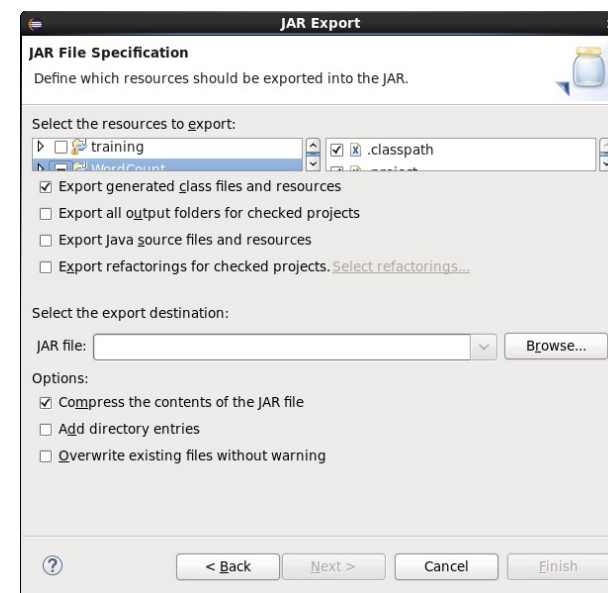 JAR Export
JAR File Specification
Define which resources should be exported into the JAR.
Select the resources to export:
training
.classpath
WordCount
.project
Export generated class files and resources
Export all output folders for checked projects
Export Java source files and resources
Export refactorings for checked projects. Select refactorings...
Select the export destination:
JAR file:
Browse...
Options:
Compress the contents of the JAR file
Add directory entries
Overwrite existing files without warning
?
< Back
Next >
Cancel
Finish